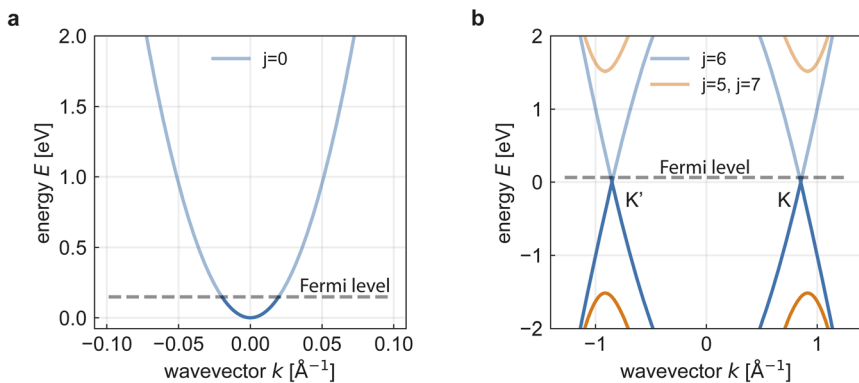 a
2.0
1.5
1.0
0.5
0.0
energy E [eV]
j=0
Fermi level
−0.10
−0.05
0.00
0.05
0.10
wavevector k [Å⁻¹]
b
2
1
0
−1
−2
energy E [eV]
j=6
j=5, j=7
Fermi level
K’
K
−1
0
1
wavevector k [Å⁻¹]